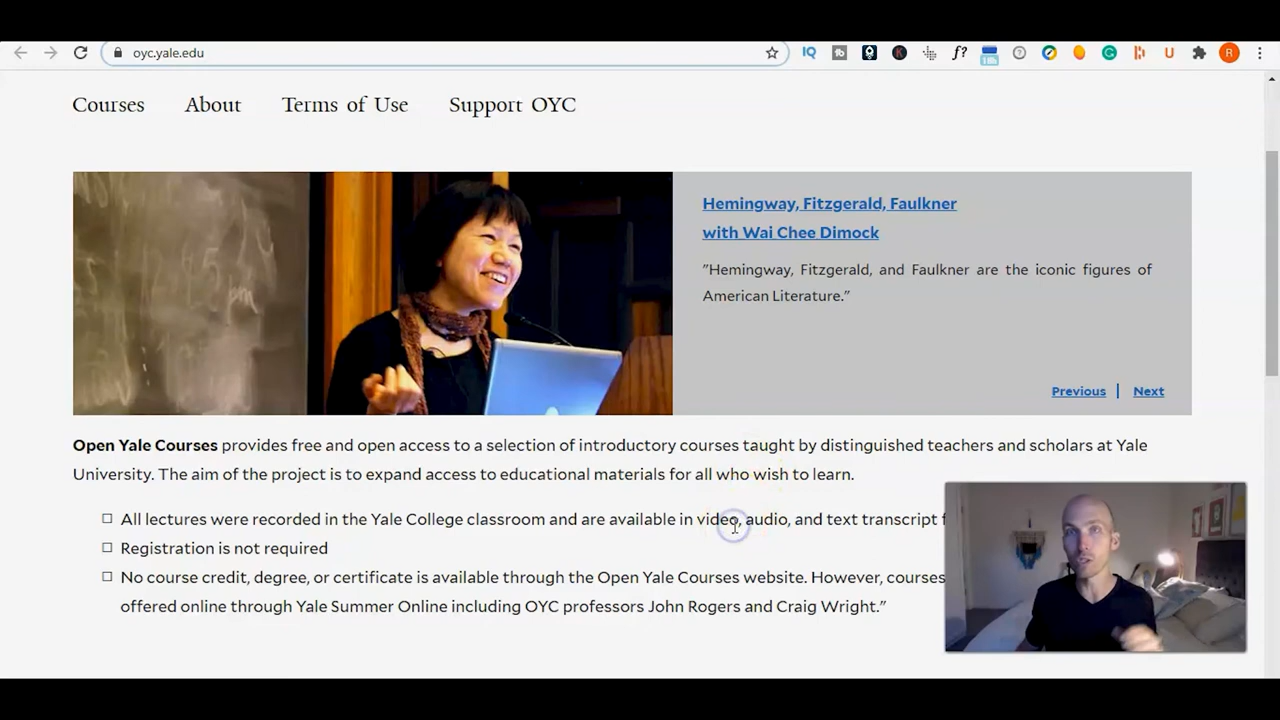 oyc.yale.edu
Courses About Terms of Use Support OYC
Hemingway, Fitzgerald, Faulkner
with Wai Chee Dimock
"Hemingway, Fitzgerald, and Faulkner are the iconic figures of
American Literature."
Previous | Next
Open Yale Courses provides free and open access to a selection of introductory courses taught by distinguished teachers and scholars at Yale
University. The aim of the project is to expand access to educational materials for all who wish to learn.
All lectures were recorded in the Yale College classroom and are available in video, audio, and text transcript f
Registration is not required
No course credit, degree, or certificate is available through the Open Yale Courses website. However, courses
offered online through Yale Summer Online including OYC professors John Rogers and Craig Wright."